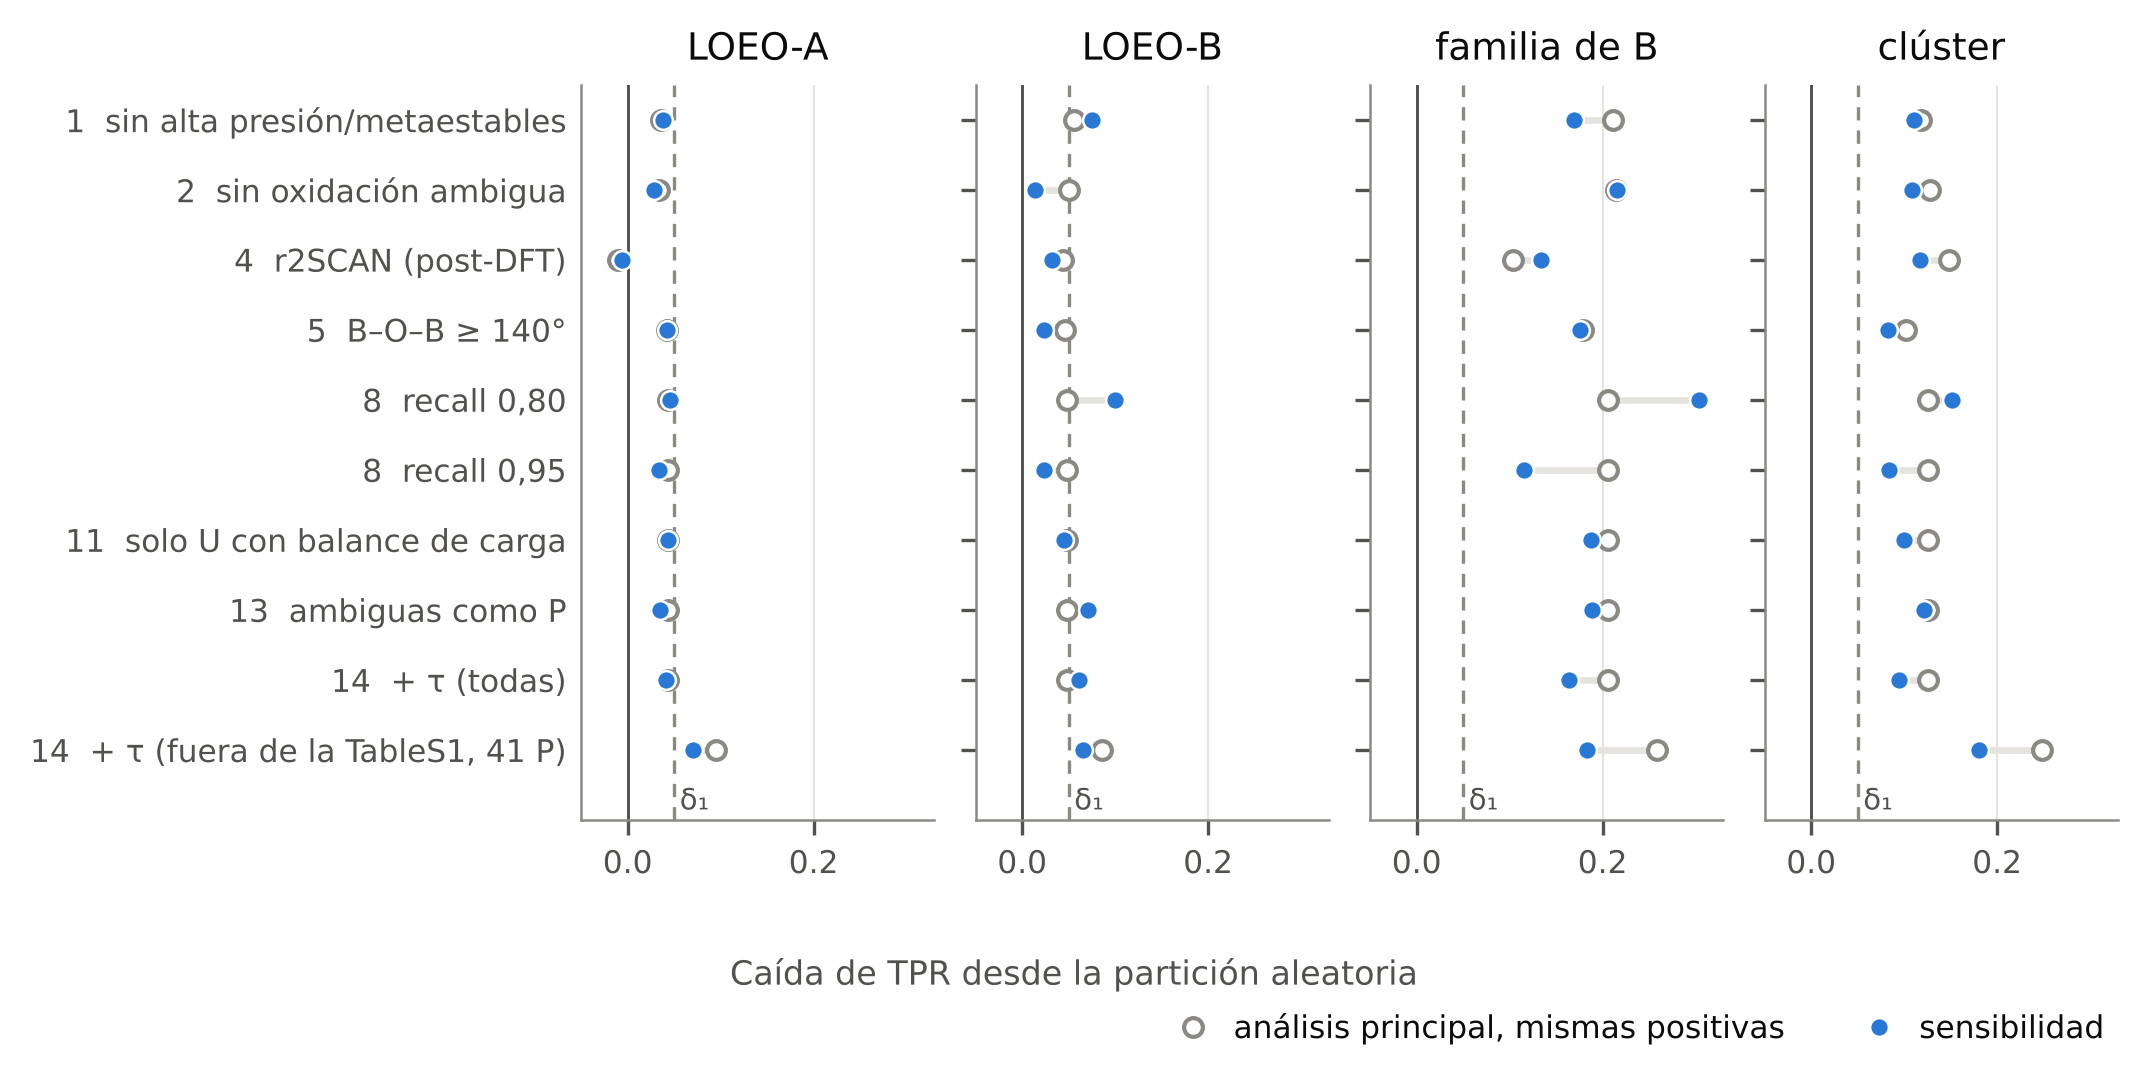 LOEO-A
LOEO-B
familia de B
clúster
1 sin alta presión/metaestables
2 sin oxidación ambigua
4 r2SCAN (post-DFT)
5 B–O–B ≥ 140°
8 recall 0,80
8 recall 0,95
11 solo U con balance de carga
13 ambiguas como P
14 + τ (todas)
14 + τ (fuera de la TableS1, 41 P)
δ₁
δ₁
δ₁
δ₁
0.0 0.2
0.0 0.2
0.0 0.2
0.0 0.2
Caída de TPR desde la partición aleatoria
análisis principal, mismas positivas
sensibilidad